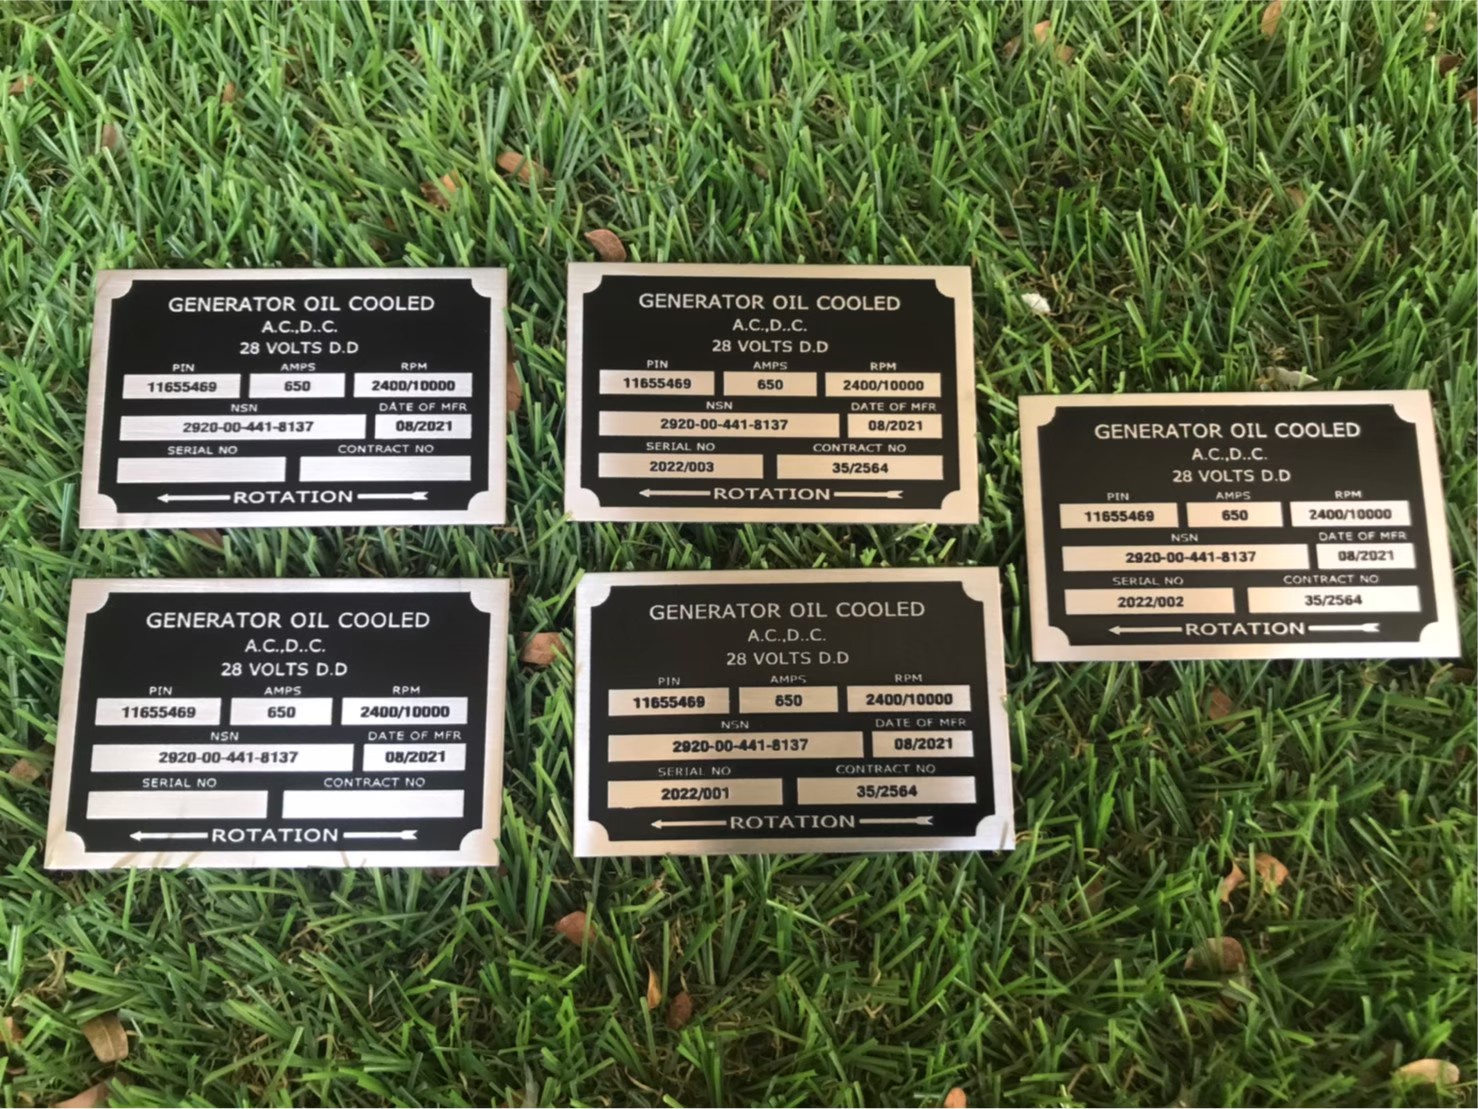 GENERATOR OIL COOLED
A.C.,D..C.
28 VOLTS D.D
PIN AMPS RPM
11655469 650 2400/10000
NSN DATE OF MFR
2920-00-441-8137 08/2021
SERIAL NO CONTRACT NO
ROTATION
GENERATOR OIL COOLED
A.C.,D..C.
28 VOLTS D.D
PIN AMPS RPM
11655469 650 2400/10000
NSN DATE OF MFR
2920-00-441-8137 08/2021
SERIAL NO CONTRACT NO
2022/003 35/2564
ROTATION
GENERATOR OIL COOLED
A.C.,D..C.
28 VOLTS D.D
PIN AMPS RPM
11655469 650 2400/10000
NSN DATE OF MFR
2920-00-441-8137 08/2021
SERIAL NO CONTRACT NO
2022/002 35/2564
ROTATION
GENERATOR OIL COOLED
A.C.,D..C.
28 VOLTS D.D
PIN AMPS RPM
11655469 650 2400/10000
NSN DATE OF MFR
2920-00-441-8137 08/2021
SERIAL NO CONTRACT NO
ROTATION
GENERATOR OIL COOLED
A.C.,D..C.
28 VOLTS D.D
PIN AMPS RPM
11655469 650 2400/10000
NSN DATE OF MFR
2920-00-441-8137 08/2021
SERIAL NO CONTRACT NO
2022/001 35/2564
ROTATION